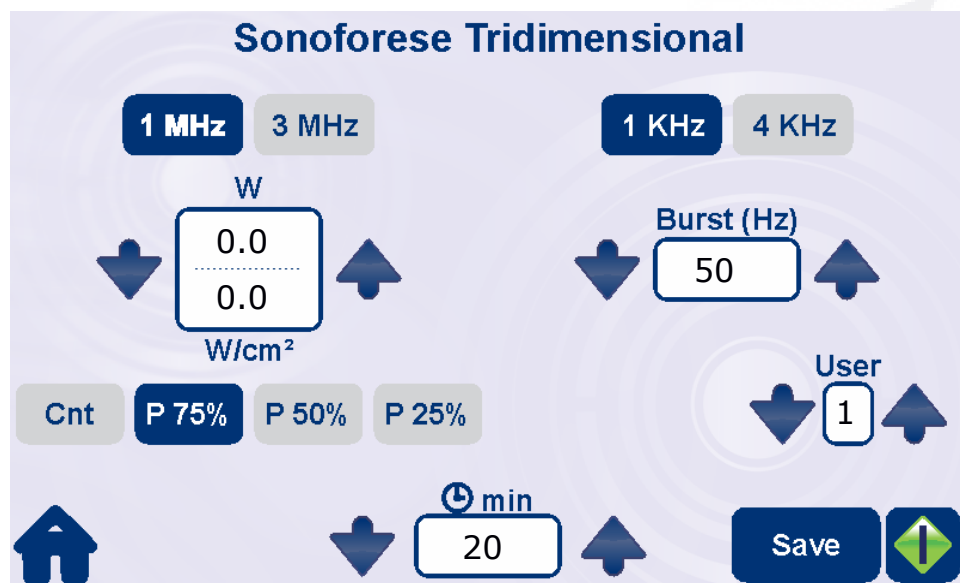 Sonoforese Tridimensional
1 MHz 3 MHz 1 KHz 4 KHz
W
0.0
0.0
W/cm²
Burst (Hz)
50
Cnt P 75% P 50% P 25%
User
1
min
20
Save